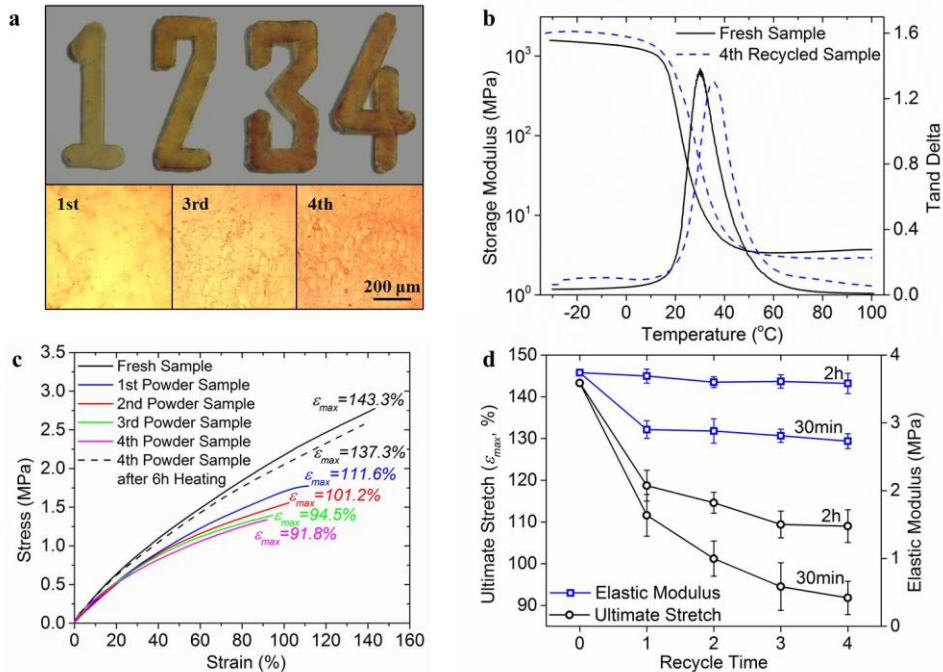 a
1 2 3 4
1st
3rd
4th
200 µm
b
Fresh Sample
4th Recycled Sample
Storage Modulus (MPa)
10³
10²
10¹
10⁰
Tand Delta
1.6
1.2
0.8
0.4
0.0
-20 0 20 40 60 80 100
Temperature (°C)
c
Fresh Sample
1st Powder Sample
2nd Powder Sample
3rd Powder Sample
4th Powder Sample
4th Powder Sample
after 6h Heating
εmax=143.3%
εmax=137.3%
εmax=111.6%
εmax=101.2%
εmax=94.5%
εmax=91.8%
Stress (MPa)
3.5
3.0
2.5
2.0
1.5
1.0
0.5
0.0
0 20 40 60 80 100 120 140 160
Strain (%)
d
2h
30min
2h
30min
Elastic Modulus
Ultimate Stretch
Ultimate Stretch (εmax, %)
150
140
130
120
110
100
90
Elastic Modulus (MPa)
4
3
2
1
0
0 1 2 3 4
Recycle Time